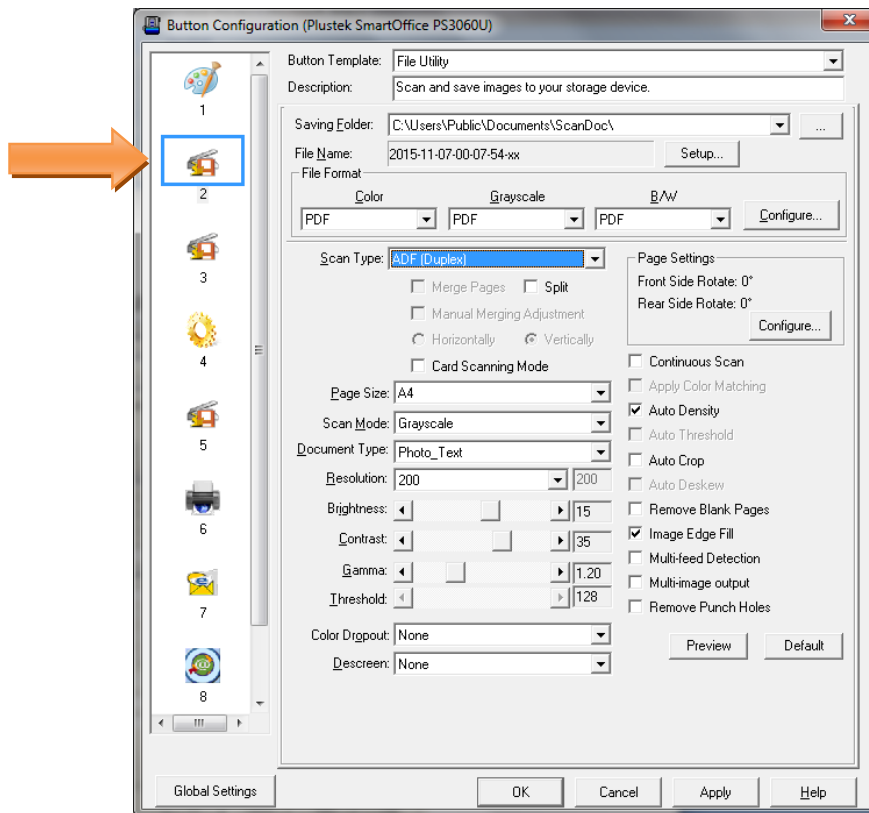 Button Configuration (Plustek SmartOffice PS3060U)
1
2
3
4
5
6
7
8
Global Settings
Button Template: File Utility
Description: Scan and save images to your storage device.
Saving Folder: C:\Users\Public\Documents\ScanDoc\ ...
File Name: 2015-11-07-00-07-54-xx Setup...
File Format
Color Grayscale B/W
PDF PDF PDF Configure...
Scan Type: ADF (Duplex)
Merge Pages Split
Manual Merging Adjustment
Horizontally Vertically
Card Scanning Mode
Page Size: A4
Scan Mode: Grayscale
Document Type: Photo_Text
Resolution: 200 200
Brightness: 15
Contrast: 35
Gamma: 1.20
Threshold: 128
Color Dropout: None
Descreen: None
Page Settings
Front Side Rotate: 0°
Rear Side Rotate: 0°
Configure...
Continuous Scan
Apply Color Matching
Auto Density
Auto Threshold
Auto Crop
Auto Deskew
Remove Blank Pages
Image Edge Fill
Multi-feed Detection
Multi-image output
Remove Punch Holes
Preview Default
OK Cancel Apply Help